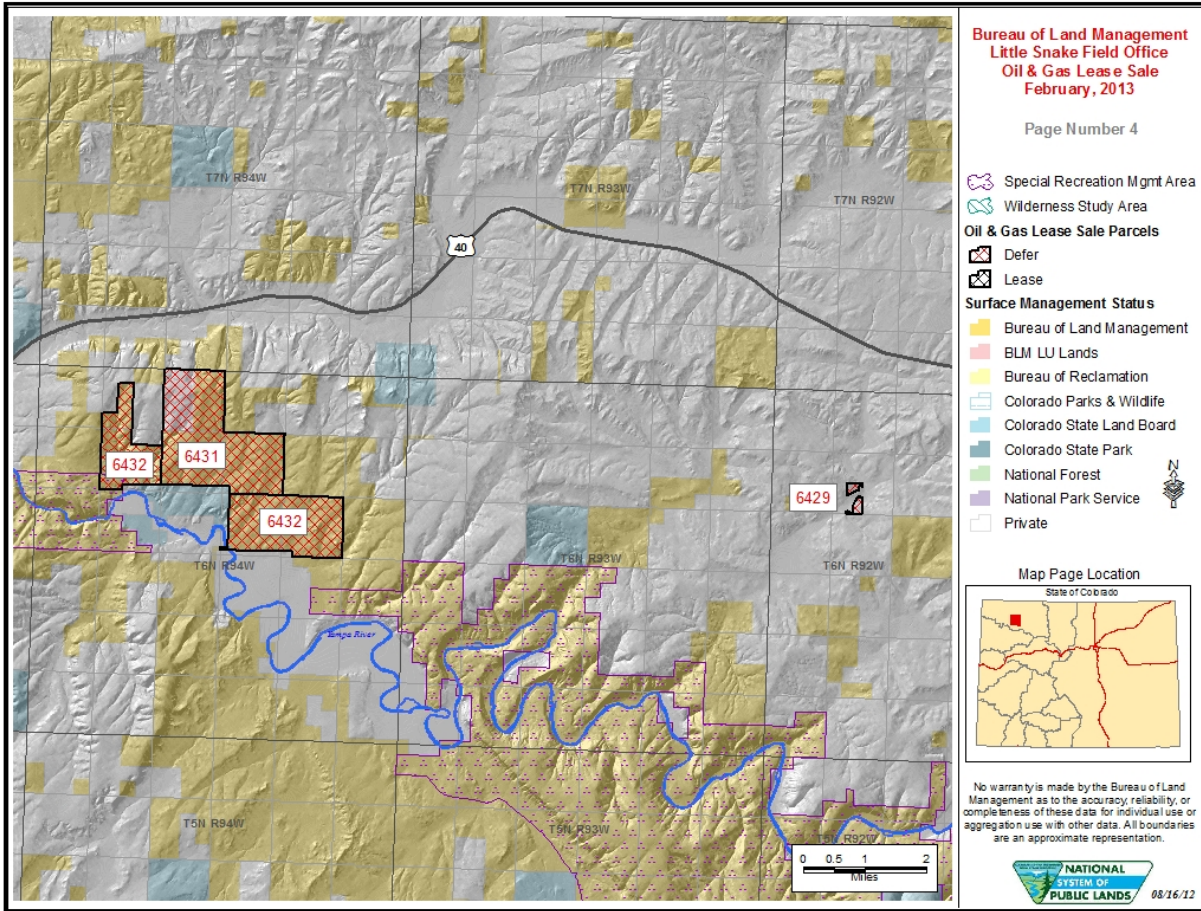 Bureau of Land Management
Little Snake Field Office
Oil & Gas Lease Sale
February, 2013
Page Number 4
Special Recreation Mgmt Area
Wilderness Study Area
Oil & Gas Lease Sale Parcels
Defer
Lease
Surface Management Status
Bureau of Land Management
BLM LU Lands
Bureau of Reclamation
Colorado Parks & Wildlife
Colorado State Land Board
Colorado State Park
National Forest
National Park Service
Private
N
Map Page Location
State of Colorado
No warranty is made by the Bureau of Land
Management as to the accuracy, reliability, or
completeness of these data for individual use or
aggregation use with other data. All boundaries
are an approximate representation.
NATIONAL
SYSTEM OF
PUBLIC LANDS
08/16/12
T7N R94W
T7N R93W
T7N R92W
40
6432
6431
6432
6429
T6N R94W
T6N R93W
T6N R92W
Yampa River
T5N R94W
T5N R93W
T5N R92W
0 0.5 1 2
Miles